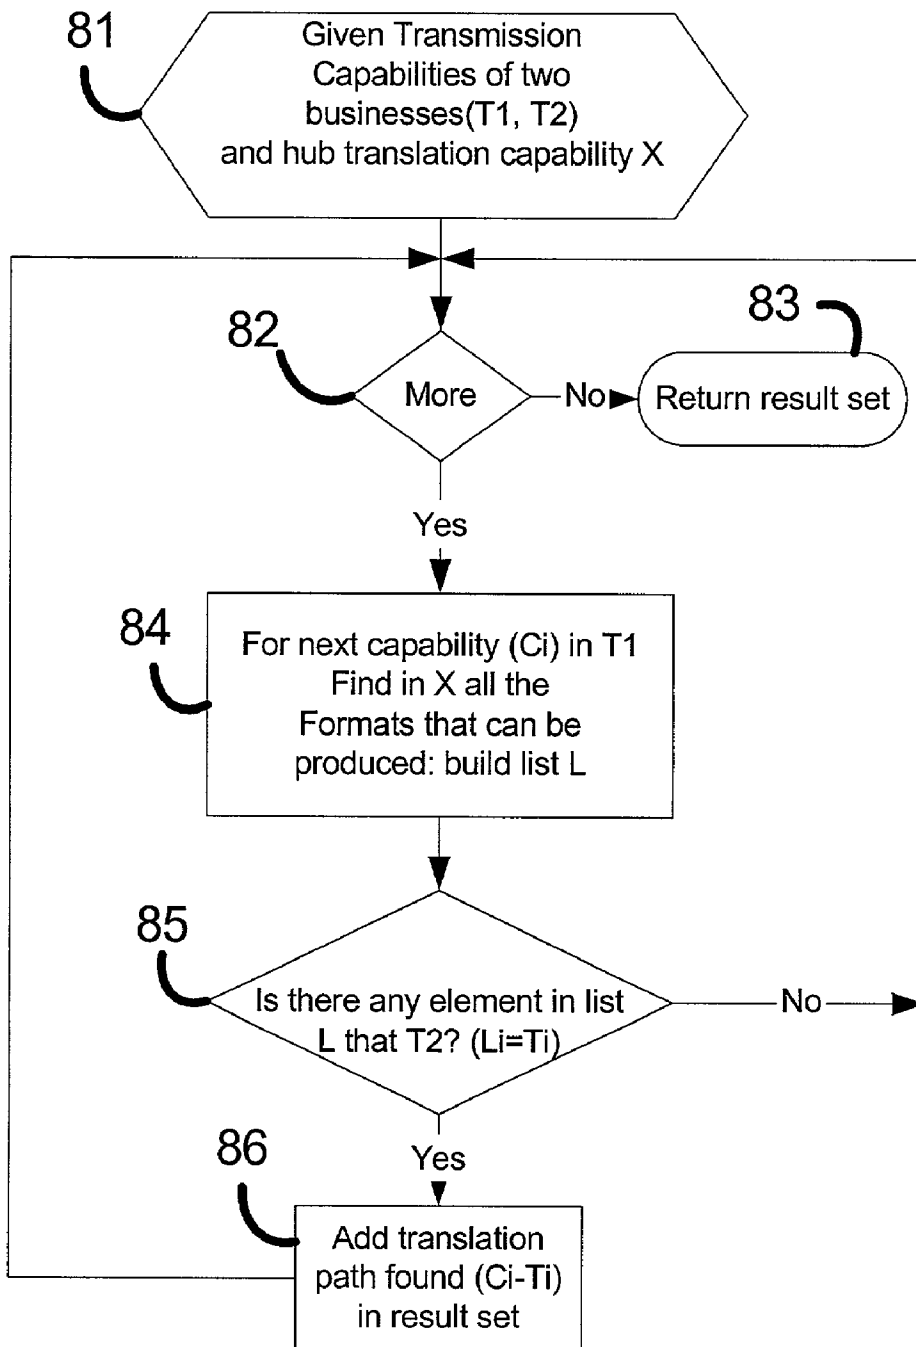 81
Given Transmission
Capabilities of two
businesses(T1, T2)
and hub translation capability X
82
More
No
83
Return result set
Yes
84
For next capability (Ci) in T1
Find in X all the
Formats that can be
produced: build list L
85
Is there any element in list
L that T2? (Li=Ti)
No
Yes
86
Add translation
path found (Ci-Ti)
in result set